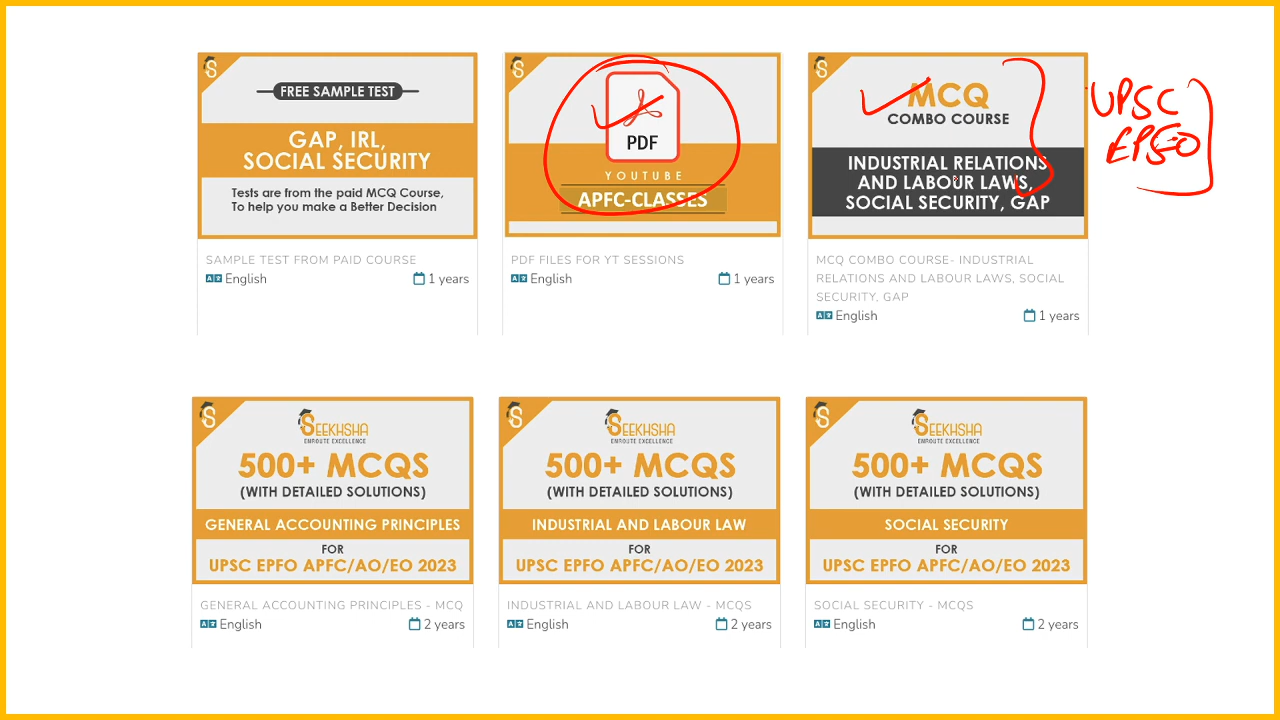 FREE SAMPLE TEST
GAP, IRL,
SOCIAL SECURITY
Tests are from the paid MCQ Course,
To help you make a Better Decision
SAMPLE TEST FROM PAID COURSE
English
1 years
PDF
YOUTUBE
APFC-CLASSES
PDF FILES FOR YT SESSIONS
English
1 years
MCQ
COMBO COURSE
INDUSTRIAL RELATIONS
AND LABOUR LAWS,
SOCIAL SECURITY, GAP
MCQ COMBO COURSE- INDUSTRIAL
RELATIONS AND LABOUR LAWS, SOCIAL
SECURITY, GAP
English
1 years
UPSC
EPFO
SEEKHSHA
ENROUTE EXCELLENCE
500+ MCQS
(WITH DETAILED SOLUTIONS)
GENERAL ACCOUNTING PRINCIPLES
FOR
UPSC EPFO APFC/AO/EO 2023
GENERAL ACCOUNTING PRINCIPLES - MCQ
English
2 years
SEEKHSHA
ENROUTE EXCELLENCE
500+ MCQS
(WITH DETAILED SOLUTIONS)
INDUSTRIAL AND LABOUR LAW
FOR
UPSC EPFO APFC/AO/EO 2023
INDUSTRIAL AND LABOUR LAW - MCQS
English
2 years
SEEKHSHA
ENROUTE EXCELLENCE
500+ MCQS
(WITH DETAILED SOLUTIONS)
SOCIAL SECURITY
FOR
UPSC EPFO APFC/AO/EO 2023
SOCIAL SECURITY - MCQS
English
2 years